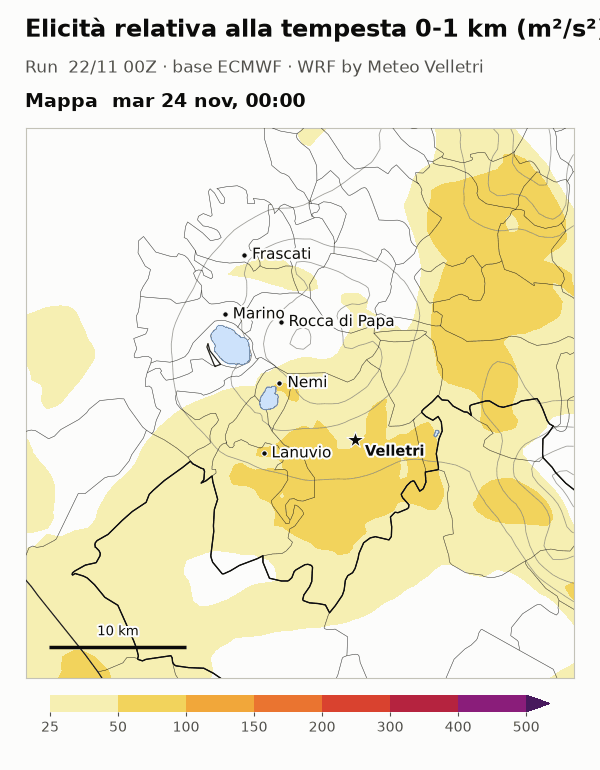 Elicità relativa alla tempesta 0-1 km (m²/s²)
Run  22/11 00Z · base ECMWF · WRF by Meteo Velletri
Mappa  mar 24 nov, 00:00
Frascati
Marino
Rocca di Papa
Nemi
Velletri
Lanuvio
10 km
25 50 100 150 200 300 400 500